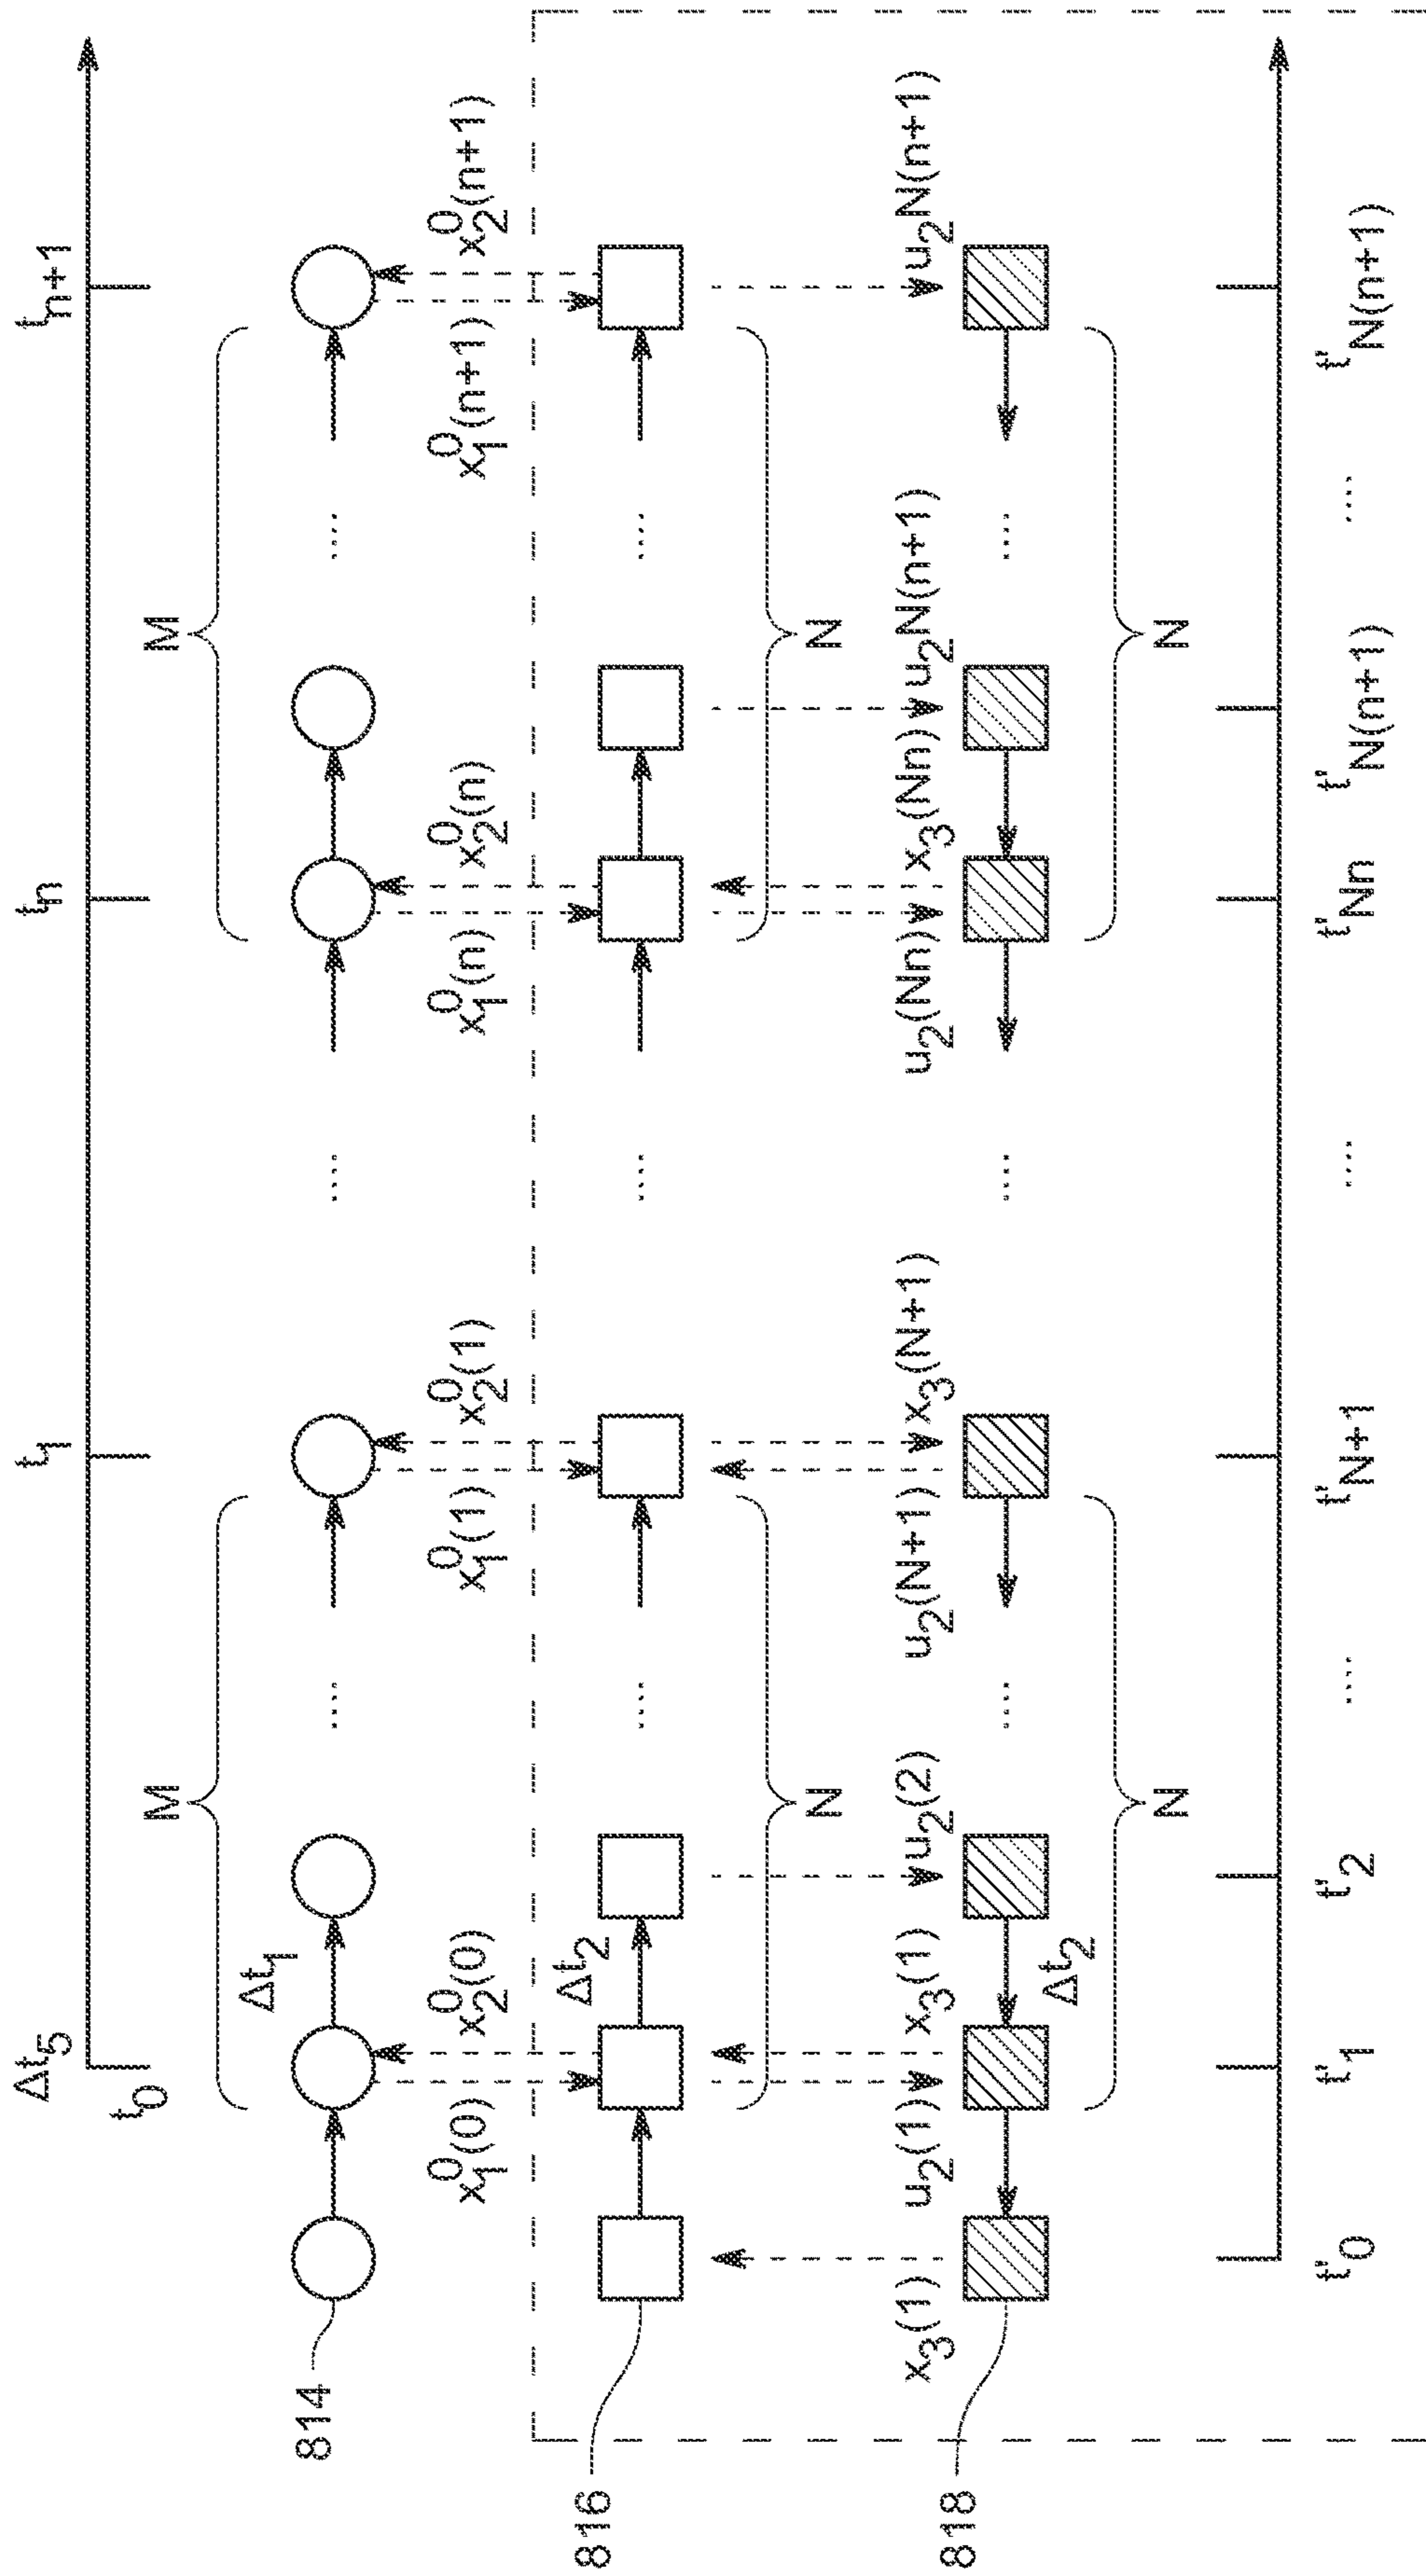 Δt5
t0 t1 tn tn+1
M M
814 Δt1 .... .... ....
x1^0(0) x2^0(0) x1^0(1) x2^0(1) x1^0(n) x2^0(n) x1^0(n+1) x2^0(n+1)
816 Δt2 .... .... ....
N N
x3(1) u2(1) x3(1) u2(2) u2(N+1) x3(N+1) u2(Nn) x3(Nn) u2N(n+1) u2N(n+1)
818 Δt2 .... .... ....
N N
t'0 t'1 t'2 .... t'N+1 .... t'Nn t'N(n+1) .... t'N(n+1)